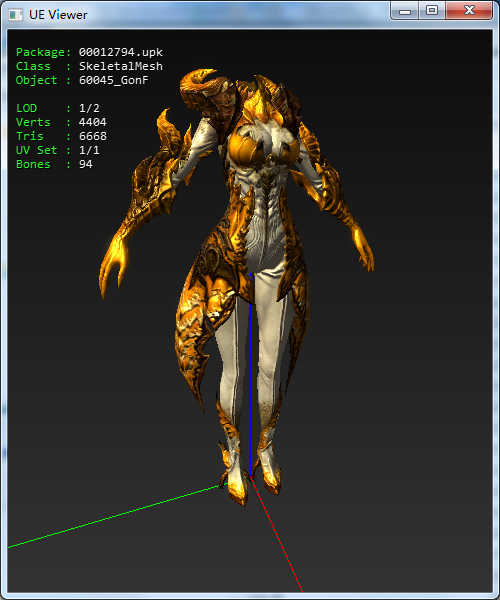 UE Viewer
Package: 00012794.upk
Class  : SkeletalMesh
Object : 60045_GonF
LOD    : 1/2
Verts  : 4404
Tris   : 6668
UV Set : 1/1
Bones  : 94